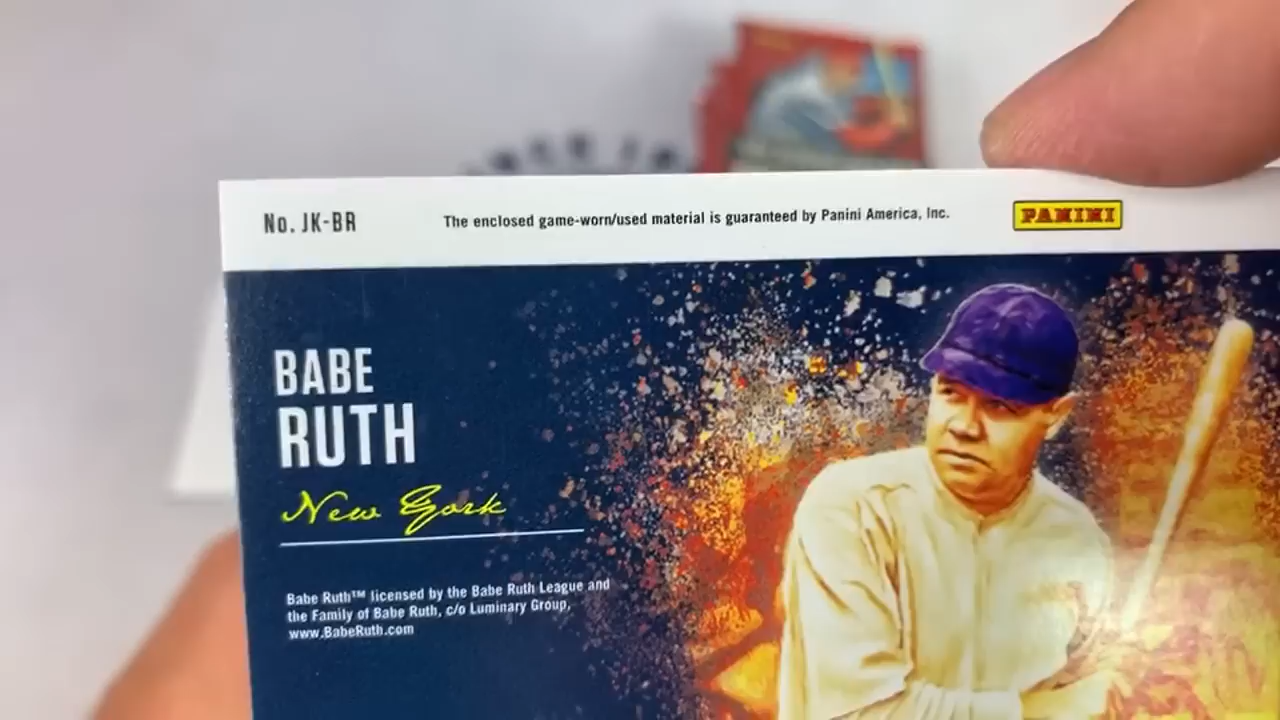 No. JK-BR
The enclosed game-worn/used material is guaranteed by Panini America, Inc.
PANINI
BABE
RUTH
New York
Babe Ruth™ licensed by the Babe Ruth League and
the Family of Babe Ruth, c/o Luminary Group,
www.BabeRuth.com